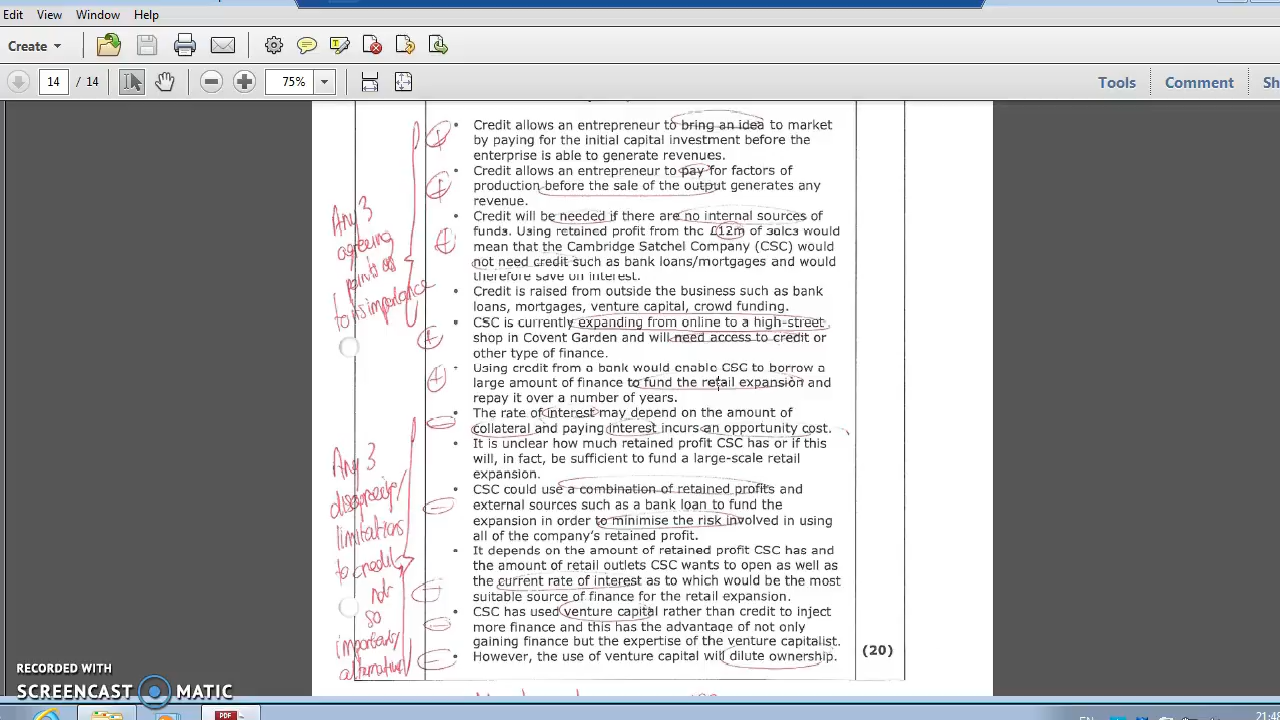 Edit View Window Help
Create
14 / 14 75% Tools Comment Sh
• Credit allows an entrepreneur to bring an idea to market
by paying for the initial capital investment before the
enterprise is able to generate revenues.
• Credit allows an entrepreneur to pay for factors of
production before the sale of the output generates any
revenue.
• Credit will be needed if there are no internal sources of
funds. Using retained profit from the £12m of sales would
mean that the Cambridge Satchel Company (CSC) would
not need credit such as bank loans/mortgages and would
therefore save on interest.
• Credit is raised from outside the business such as bank
loans, mortgages, venture capital, crowd funding.
• CSC is currently expanding from online to a high-street
shop in Covent Garden and will need access to credit or
other type of finance.
• Using credit from a bank would enable CSC to borrow a
large amount of finance to fund the retail expansion and
repay it over a number of years.
• The rate of interest may depend on the amount of
collateral and paying interest incurs an opportunity cost.
• It is unclear how much retained profit CSC has or if this
will, in fact, be sufficient to fund a large-scale retail
expansion.
• CSC could use a combination of retained profits and
external sources such as a bank loan to fund the
expansion in order to minimise the risk involved in using
all of the company's retained profit.
• It depends on the amount of retained profit CSC has and
the amount of retail outlets CSC wants to open as well as
the current rate of interest as to which would be the most
suitable source of finance for the retail expansion.
• CSC has used venture capital rather than credit to inject
more finance and this has the advantage of not only
gaining finance but the expertise of the venture capitalist.
• However, the use of venture capital will dilute ownership.
(20)
Any 3
agreeing
points as
to its importance
Any 3
disagreeing/
limitations
to credit
not
so
important/
RECORDED WITH
SCREENCAST MATIC
PDF
EN
21:48